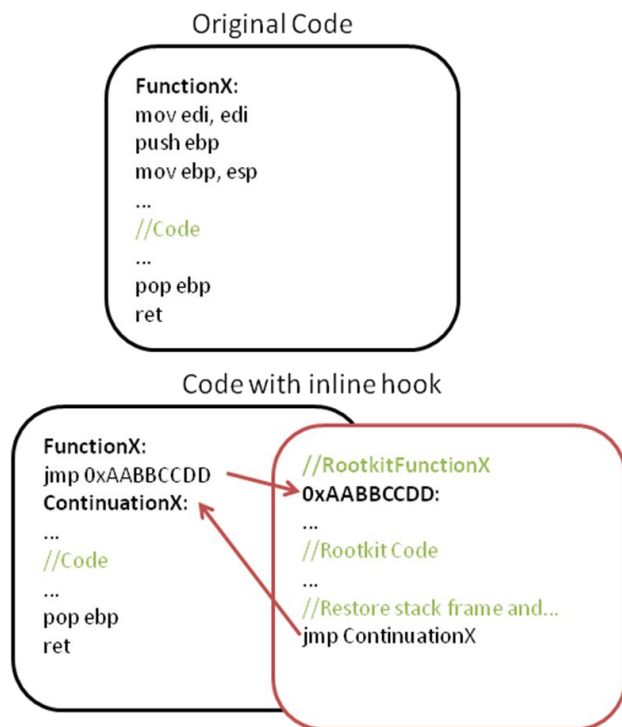 Original Code
FunctionX:
mov edi, edi
push ebp
mov ebp, esp
...
//Code
...
pop ebp
ret
Code with inline hook
FunctionX:
jmp 0xAABBCCDD
ContinuationX:
...
//Code
...
pop ebp
ret
//RootkitFunctionX
0xAABBCCDD:
...
//Rootkit Code
...
//Restore stack frame and...
jmp ContinuationX